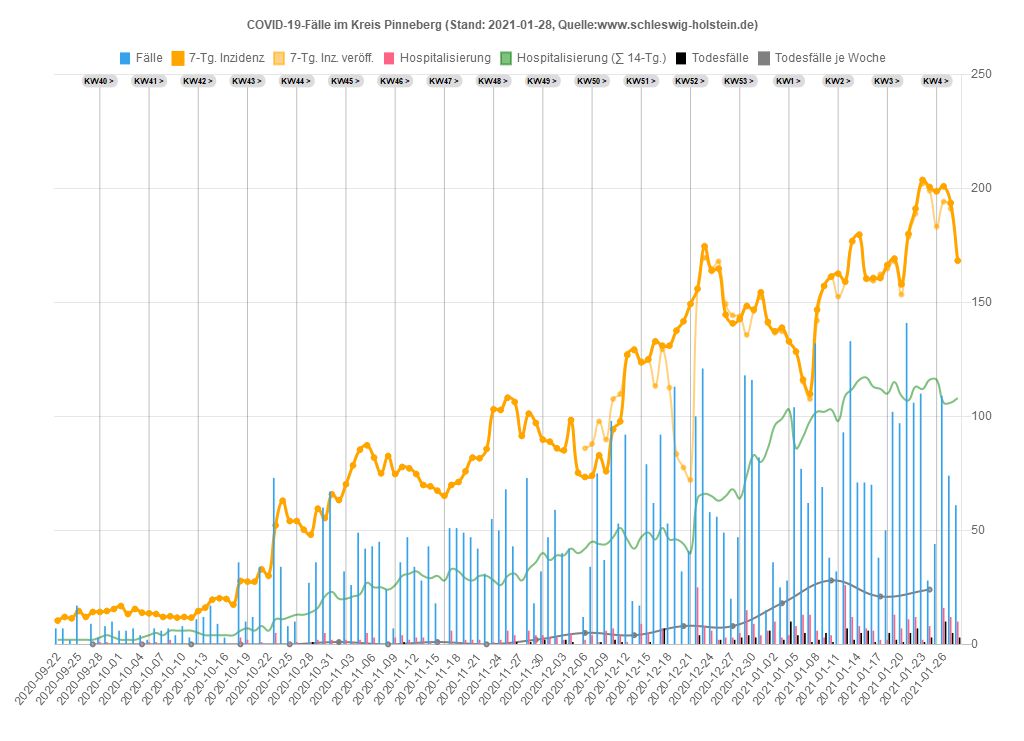 COVID-19-Fälle im Kreis Pinneberg (Stand: 2021-01-28, Quelle:www.schleswig-holstein.de)
Fälle 7-Tg. Inzidenz 7-Tg. Inz. veröff. Hospitalisierung Hospitalisierung (∑ 14-Tg.) Todesfälle Todesfälle je Woche
KW40 > KW41 > KW42 > KW43 > KW44 > KW45 > KW46 > KW47 > KW48 > KW49 > KW50 > KW51 > KW52 > KW53 > KW1 > KW2 > KW3 > KW4 >
250
200
150
100
50
0
2020-09-22 2020-09-25 2020-09-28 2020-10-01 2020-10-04 2020-10-07 2020-10-10 2020-10-13 2020-10-16 2020-10-19 2020-10-22 2020-10-25 2020-10-28 2020-10-31 2020-11-03 2020-11-06 2020-11-09 2020-11-12 2020-11-15 2020-11-18 2020-11-21 2020-11-24 2020-11-27 2020-11-30 2020-12-03 2020-12-06 2020-12-09 2020-12-12 2020-12-15 2020-12-18 2020-12-21 2020-12-24 2020-12-27 2020-12-30 2021-01-02 2021-01-05 2021-01-08 2021-01-11 2021-01-14 2021-01-17 2021-01-20 2021-01-23 2021-01-26